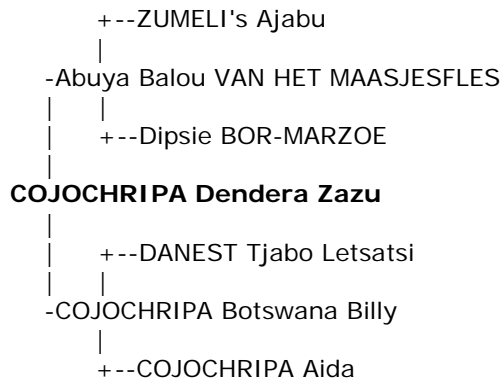 +--ZUMELI's Ajabu
|
-Abuya Balou VAN HET MAASJESFLES
| |
| +--Dipsie BOR-MARZOE
|
COJOCHRIPA Dendera Zazu
|
| +--DANEST Tjabo Letsatsi
| |
-COJOCHRIPA Botswana Billy
|
+--COJOCHRIPA Aida